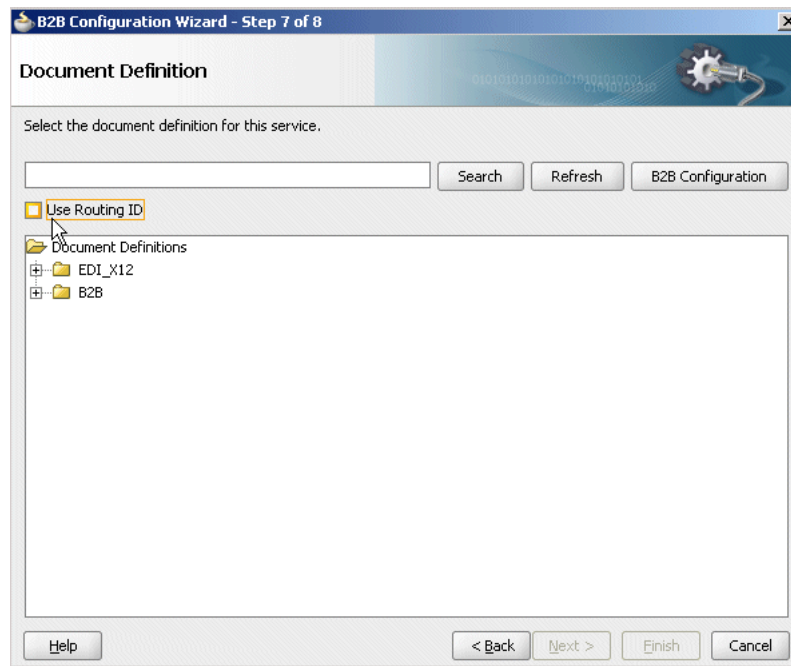 B2B Configuration Wizard - Step 7 of 8
Document Definition
Select the document definition for this service.
Search Refresh B2B Configuration
Use Routing ID
Document Definitions
EDI_X12
B2B
Help < Back Next > Finish Cancel